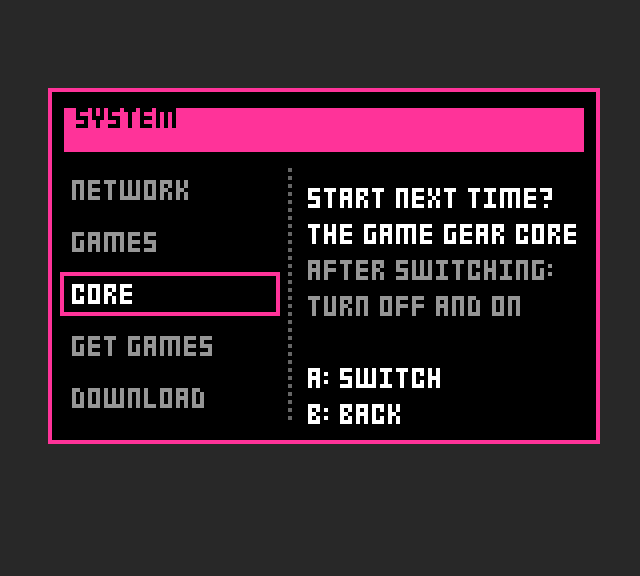 SYSTEM
NETWORK
GAMES
CORE
GET GAMES
DOWNLOAD
START NEXT TIME?
THE GAME GEAR CORE
AFTER SWITCHING:
TURN OFF AND ON
A: SWITCH
B: BACK